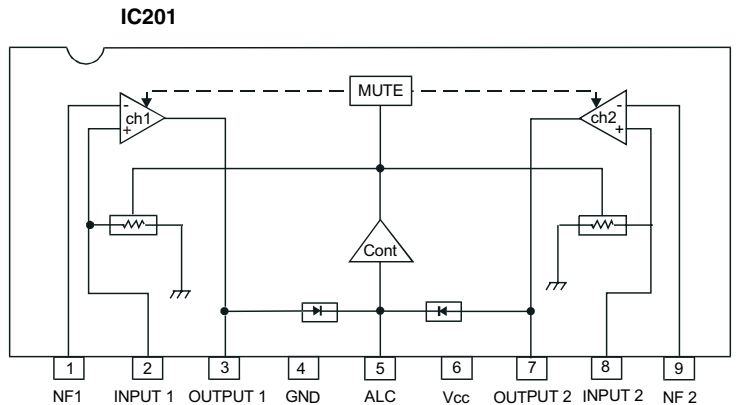 IC201
MUTE
- ch1 +
- ch2 +
Cont
1 2 3 4 5 6 7 8 9
NF1 INPUT 1 OUTPUT 1 GND ALC Vcc OUTPUT 2 INPUT 2 NF 2